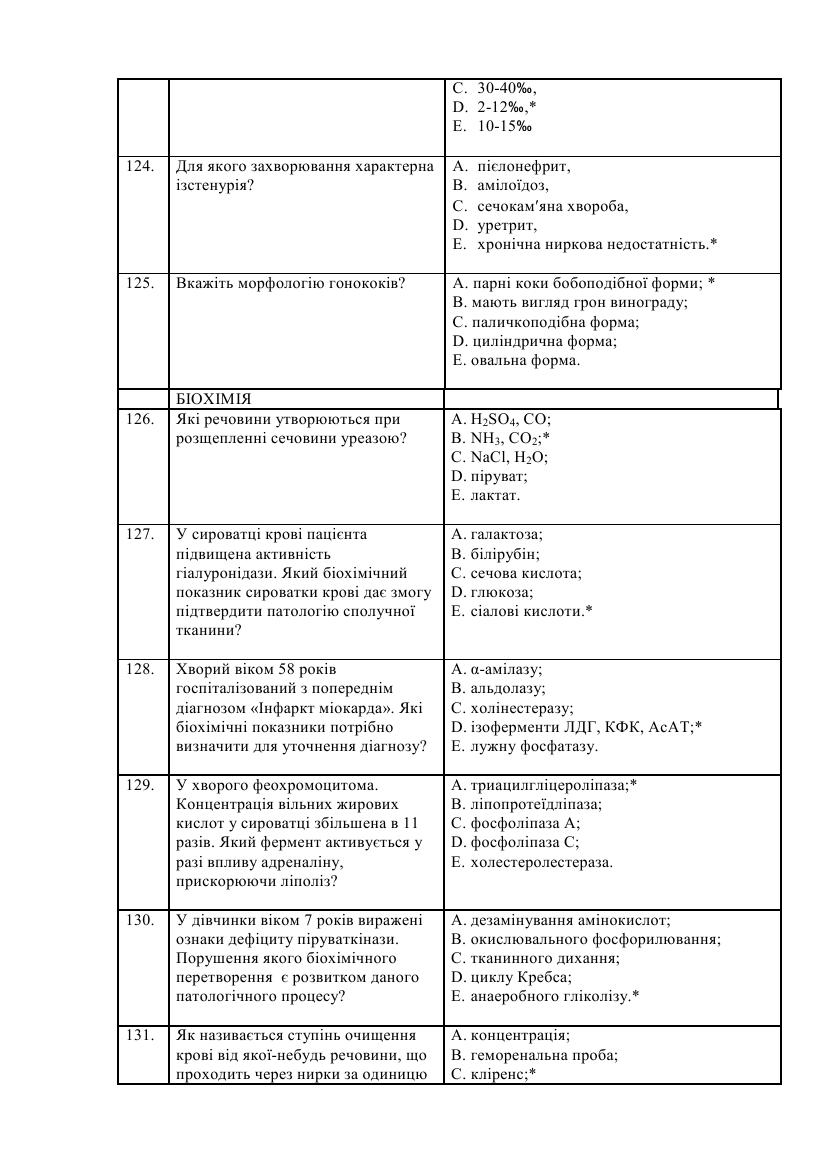 C. 30-40‰,
D. 2-12‰,*
E. 10-15‰
124. Для якого захворювання характерна
ізстенурія?
A. пієлонефрит,
B. амілоїдоз,
C. сечокам′яна хвороба,
D. уретрит,
E. хронічна ниркова недостатність.*
125. Вкажіть морфологію гонококів?
A. парні коки бобоподібної форми; *
B. мають вигляд грон винограду;
C. паличкоподібна форма;
D. циліндрична форма;
E. овальна форма.
БІОХІМІЯ
126. Які речовини утворюються при
розщепленні сечовини уреазою?
A. H₂SO₄, CO;
B. NH₃, CO₂;*
C. NaCl, H₂O;
D. піруват;
E. лактат.
127. У сироватці крові пацієнта
підвищена активність
гіалуронідази. Який біохімічний
показник сироватки крові дає змогу
підтвердити патологію сполучної
тканини?
A. галактоза;
B. білірубін;
C. сечова кислота;
D. глюкоза;
E. сіалові кислоти.*
128. Хворий віком 58 років
госпіталізований з попереднім
діагнозом «Інфаркт міокарда». Які
біохімічні показники потрібно
визначити для уточнення діагнозу?
A. α-амілазу;
B. альдолазу;
C. холінестеразу;
D. ізоферменти ЛДГ, КФК, АсАТ;*
E. лужну фосфатазу.
129. У хворого феохромоцитома.
Концентрація вільних жирових
кислот у сироватці збільшена в 11
разів. Який фермент активується у
разі впливу адреналіну,
прискорюючи ліполіз?
A. триацилгліцероліпаза;*
B. ліпопротеїдліпаза;
C. фосфоліпаза А;
D. фосфоліпаза С;
E. холестеролестераза.
130. У дівчинки віком 7 років виражені
ознаки дефіциту піруваткінази.
Порушення якого біохімічного
перетворення є розвитком даного
патологічного процесу?
A. дезамінування амінокислот;
B. окислювального фосфорилювання;
C. тканинного дихання;
D. циклу Кребса;
E. анаеробного гліколізу.*
131. Як називається ступінь очищення
крові від якої-небудь речовини, що
проходить через нирки за одиницю
A. концентрація;
B. геморенальна проба;
C. кліренс;*